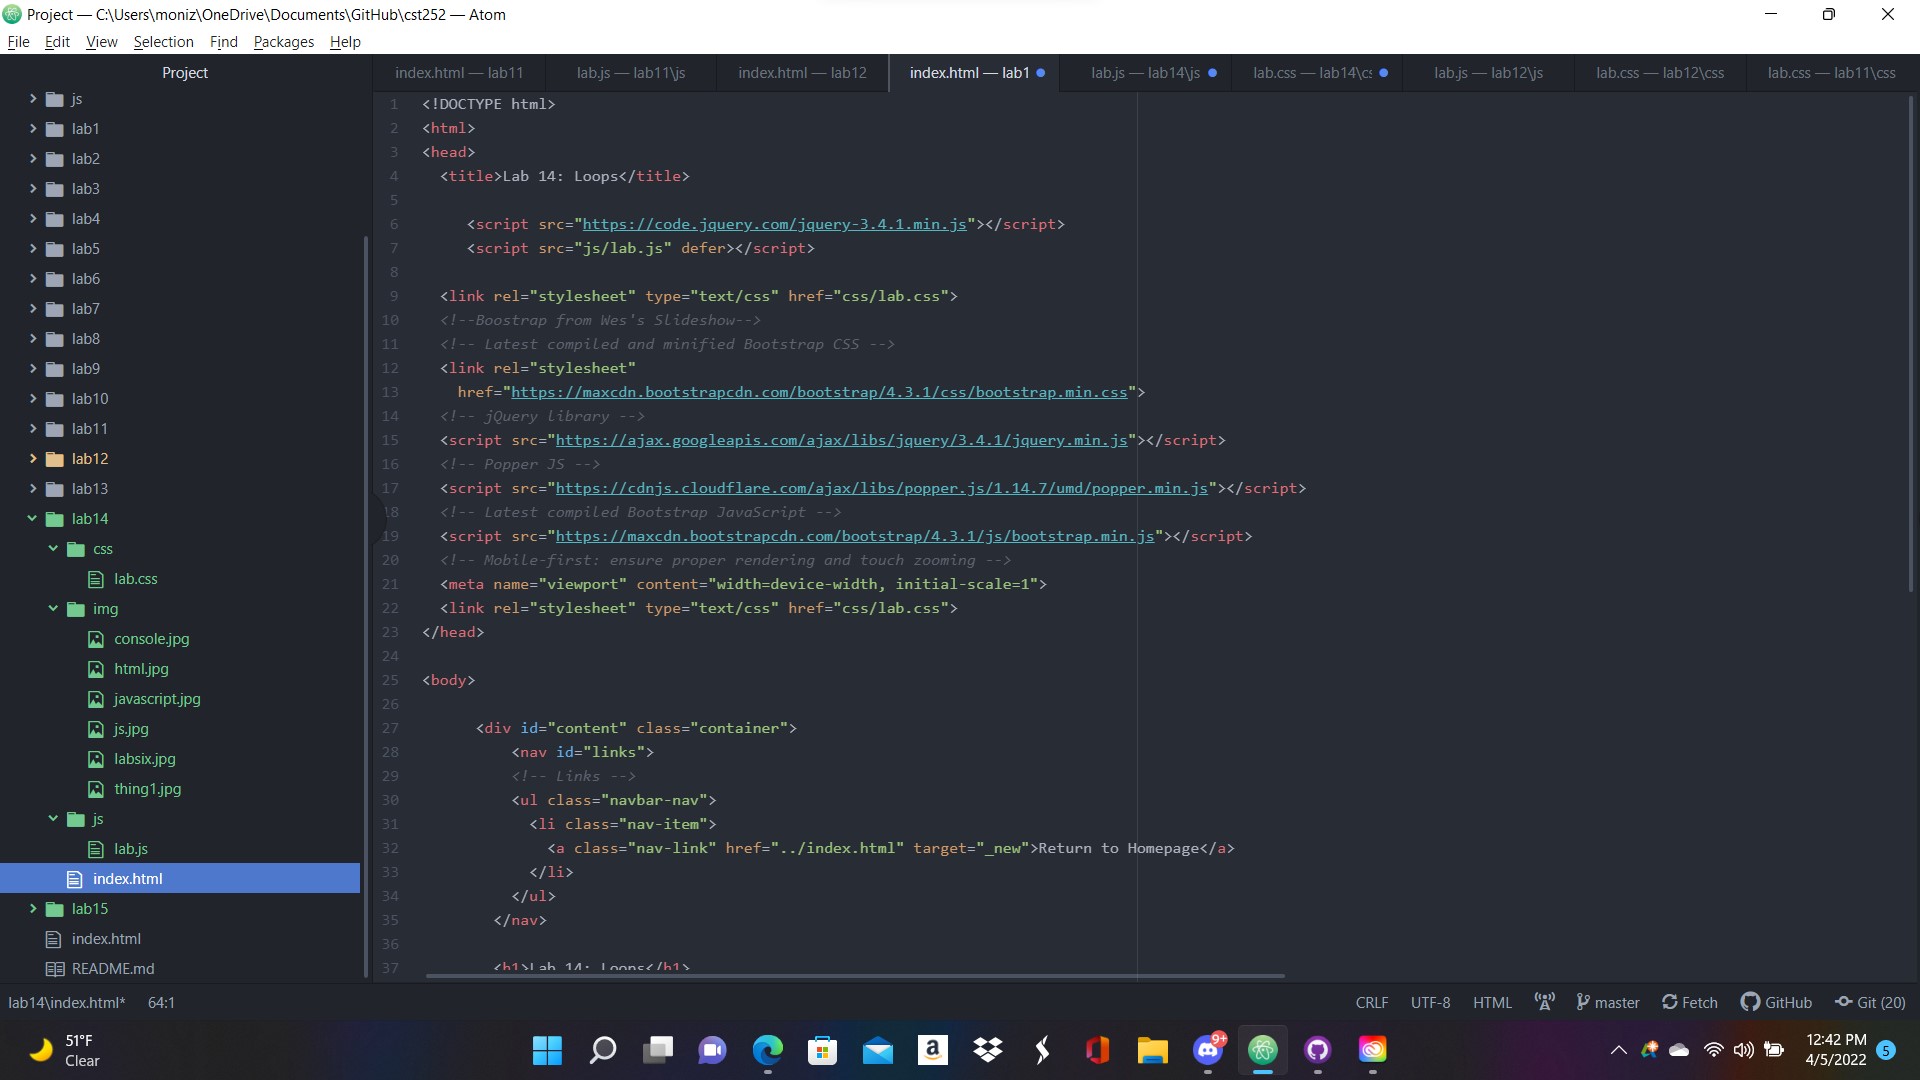 Project — C:\Users\moniz\OneDrive\Documents\GitHub\cst252 — Atom
File Edit View Selection Find Packages Help
Project
js
lab1
lab2
lab3
lab4
lab5
lab6
lab7
lab8
lab9
lab10
lab11
lab12
lab13
lab14
css
lab.css
img
console.jpg
html.jpg
javascript.jpg
js.jpg
labsix.jpg
thing1.jpg
js
lab.js
index.html
lab15
index.html
README.md
index.html — lab11
lab.js — lab11\js
index.html — lab12
index.html — lab1
lab.js — lab14\js
lab.css — lab14\cs
lab.js — lab12\js
lab.css — lab12\css
lab.css — lab11\css
1 <!DOCTYPE html>
2 <html>
3 <head>
4 <title>Lab 14: Loops</title>
5
6 <script src="https://code.jquery.com/jquery-3.4.1.min.js"></script>
7 <script src="js/lab.js" defer></script>
8
9 <link rel="stylesheet" type="text/css" href="css/lab.css">
10 <!--Boostrap from Wes's Slideshow-->
11 <!-- Latest compiled and minified Bootstrap CSS -->
12 <link rel="stylesheet"
13 href="https://maxcdn.bootstrapcdn.com/bootstrap/4.3.1/css/bootstrap.min.css">
14 <!-- jQuery library -->
15 <script src="https://ajax.googleapis.com/ajax/libs/jquery/3.4.1/jquery.min.js"></script>
16 <!-- Popper JS -->
17 <script src="https://cdnjs.cloudflare.com/ajax/libs/popper.js/1.14.7/umd/popper.min.js"></script>
18 <!-- Latest compiled Bootstrap JavaScript -->
19 <script src="https://maxcdn.bootstrapcdn.com/bootstrap/4.3.1/js/bootstrap.min.js"></script>
20 <!-- Mobile-first: ensure proper rendering and touch zooming -->
21 <meta name="viewport" content="width=device-width, initial-scale=1">
22 <link rel="stylesheet" type="text/css" href="css/lab.css">
23 </head>
24
25 <body>
26
27 <div id="content" class="container">
28 <nav id="links">
29 <!-- Links -->
30 <ul class="navbar-nav">
31 <li class="nav-item">
32 <a class="nav-link" href="../index.html" target="_new">Return to Homepage</a>
33 </li>
34 </ul>
35 </nav>
36
37 <h1>Lab 14: Loops</h1>
lab14\index.html* 64:1
CRLF UTF-8 HTML master Fetch GitHub Git (20)
51°F
Clear
a
9+
12:42 PM
4/5/2022
5